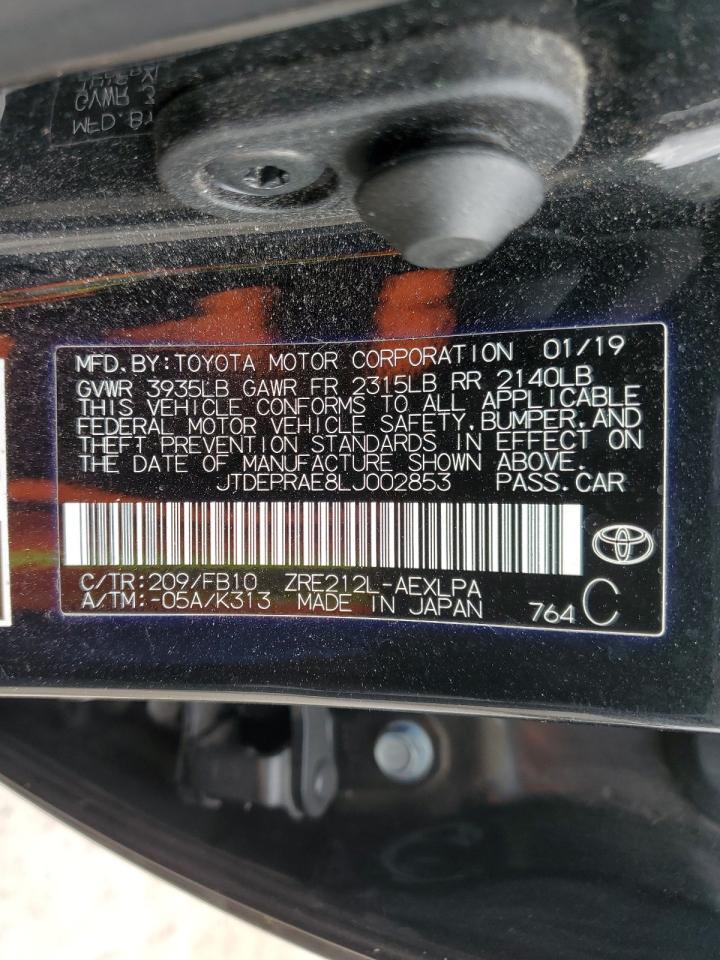 MFD.BY:TOYOTA MOTOR CORPORATION 01/19
GVWR 3935LB GAWR FR 2315LB RR 2140LB
THIS VEHICLE CONFORMS TO ALL APPLICABLE
FEDERAL MOTOR VEHICLE SAFETY,BUMPER,AND
THEFT PREVENTION STANDARDS IN EFFECT ON
THE DATE OF MANUFACTURE SHOWN ABOVE.
JTDEPRAE8LJ002853 PASS.CAR
C/TR:209/FB10 ZRE212L-AEXLPA
A/TM:-05A/K313 MADE IN JAPAN 764 C